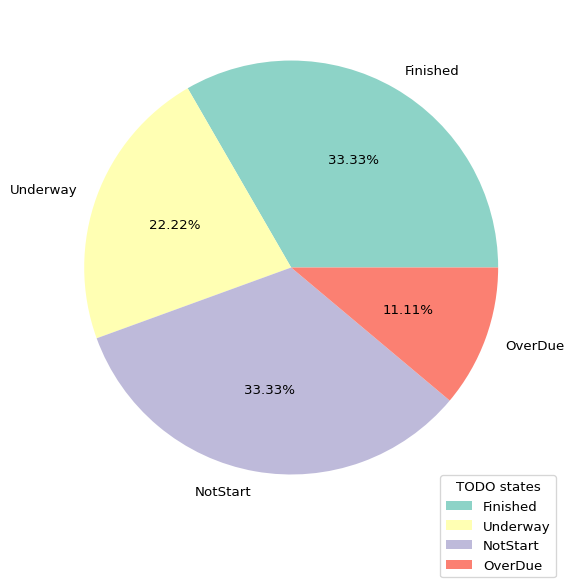 Finished
33.33%
Underway
22.22%
11.11%
OverDue
33.33%
NotStart
TODO states
Finished
Underway
NotStart
OverDue